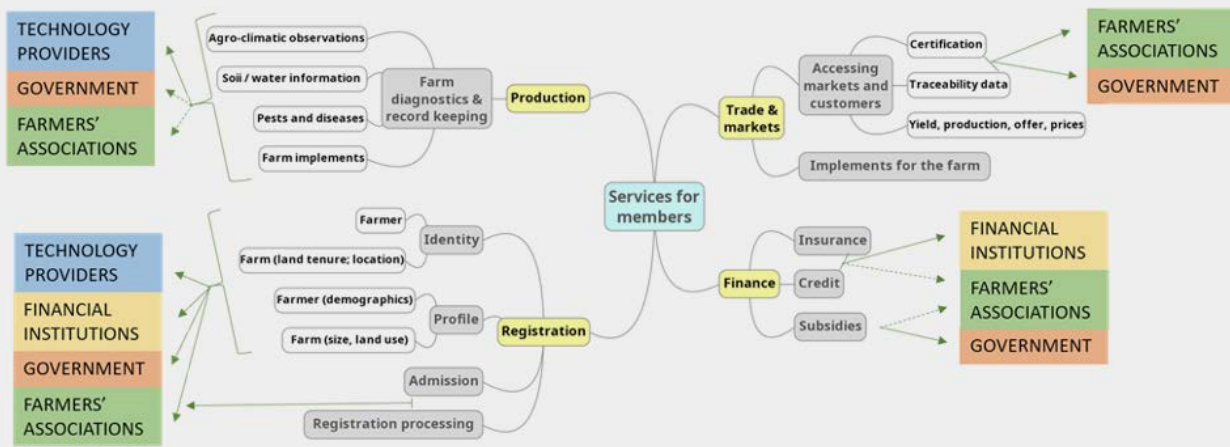 TECHNOLOGY
PROVIDERS
GOVERNMENT
FARMERS'
ASSOCIATIONS
Agro-climatic observations
Soii / water information
Pests and diseases
Farm implements
Farm
diagnostics &
record keeping
Production
Trade &
markets
Accessing
markets and
customers
Certification
Traceability data
Yield, production, offer, prices
Implements for the farm
FARMERS'
ASSOCIATIONS
GOVERNMENT
Services for
members
TECHNOLOGY
PROVIDERS
FINANCIAL
INSTITUTIONS
GOVERNMENT
FARMERS'
ASSOCIATIONS
Farmer
Farm (land tenure; location)
Identity
Farmer (demographics)
Farm (size, land use)
Profile
Registration
Admission
Registration processing
Finance
Insurance
Credit
Subsidies
FINANCIAL
INSTITUTIONS
FARMERS'
ASSOCIATIONS
GOVERNMENT